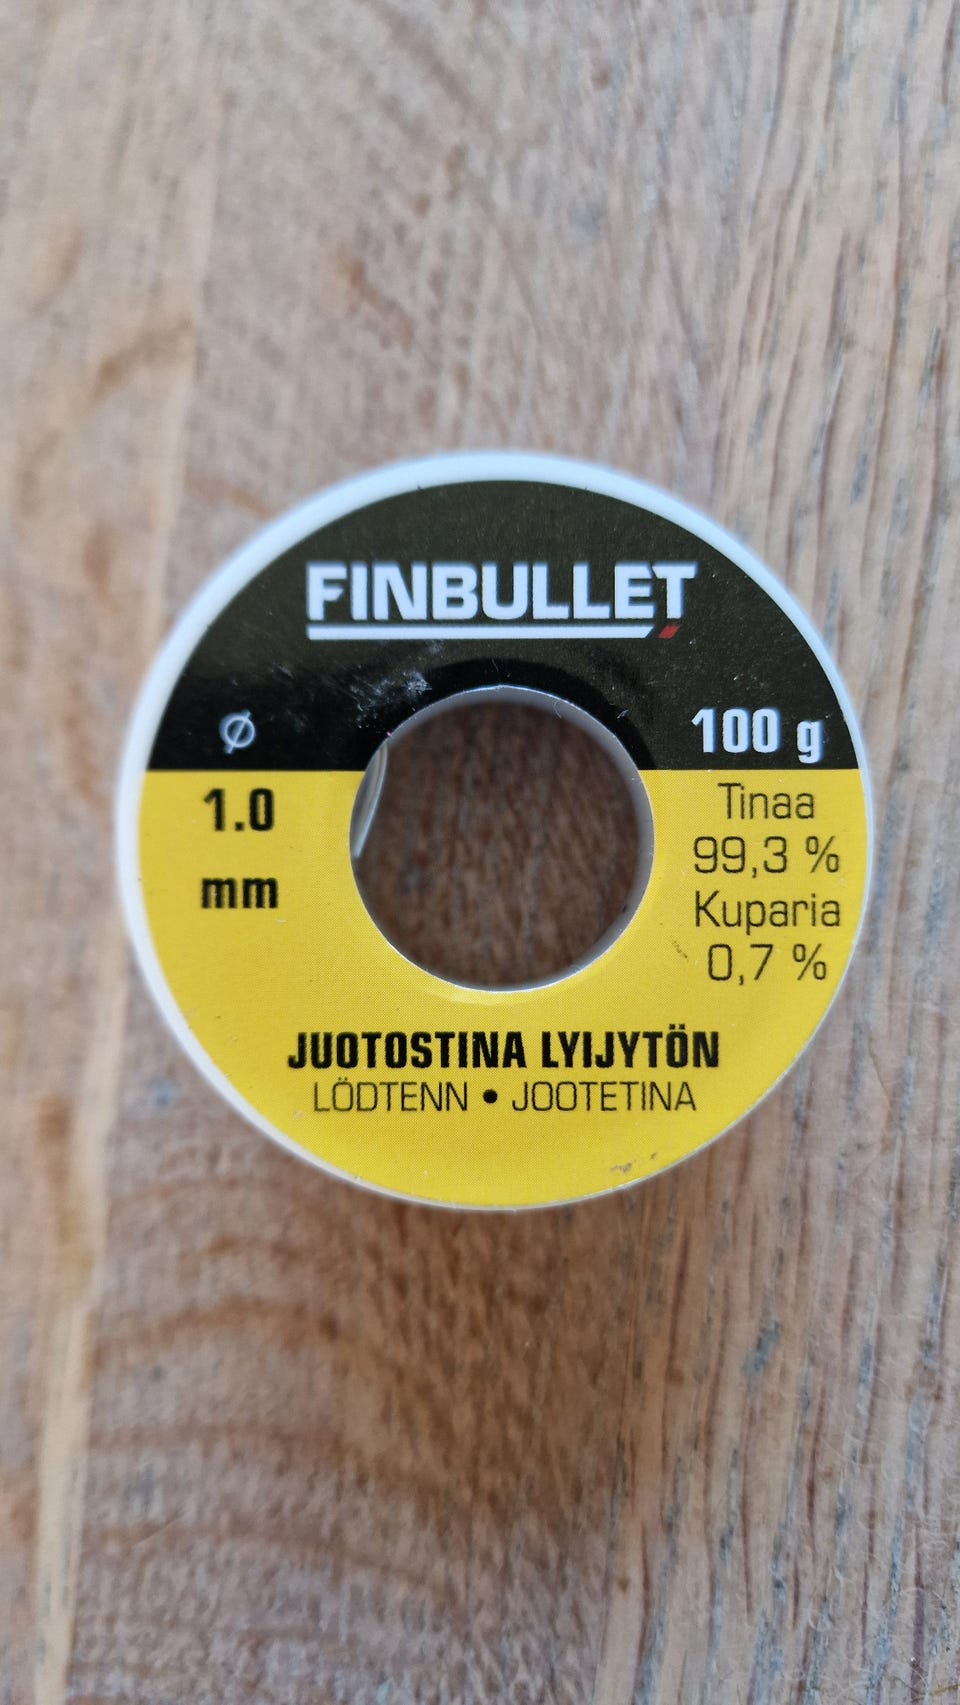 FINBULLET
Ø
1.0
mm
100 g
Tinaa
99,3 %
Kuparia
0,7 %
JUOTOSTINA LYIJYTÖN
LÖDTENN • JOOTETINA